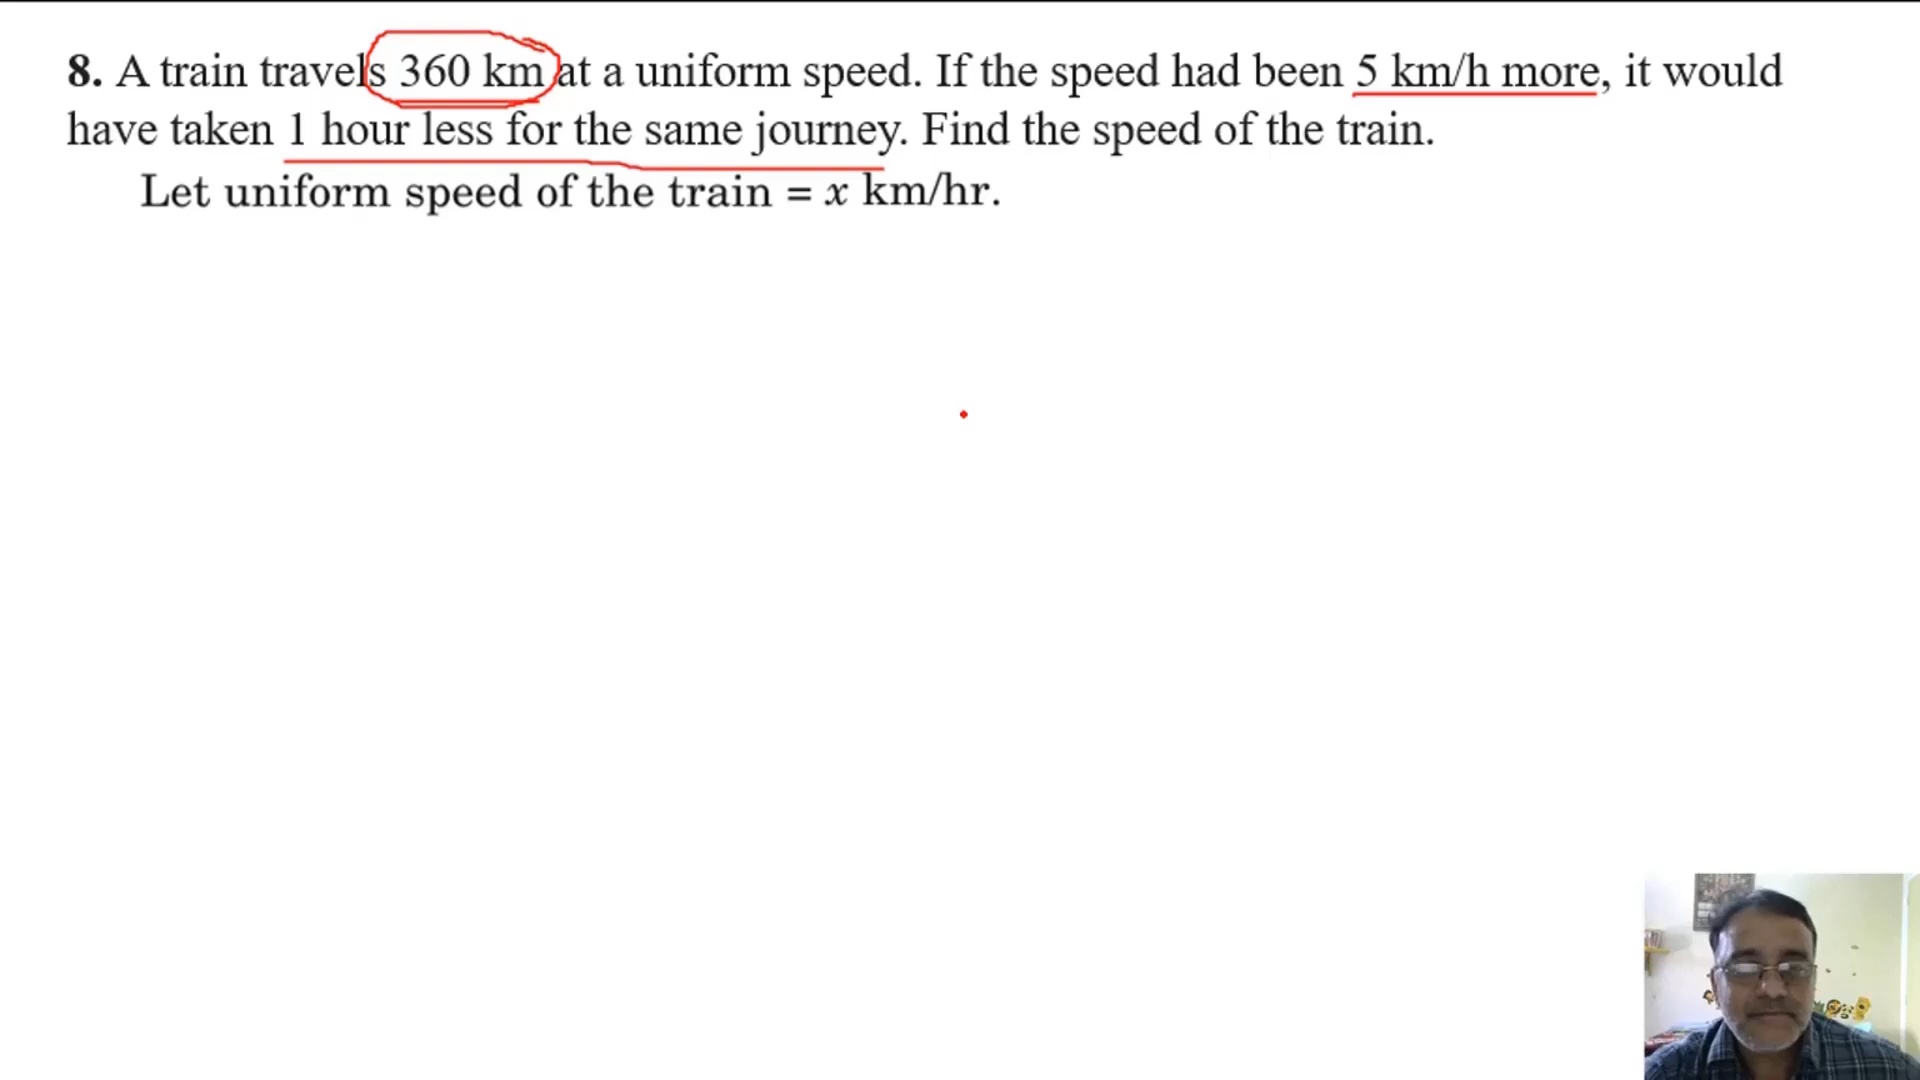 8. A train travels 360 km at a uniform speed. If the speed had been 5 km/h more, it would
have taken 1 hour less for the same journey. Find the speed of the train.
Let uniform speed of the train = x km/hr.